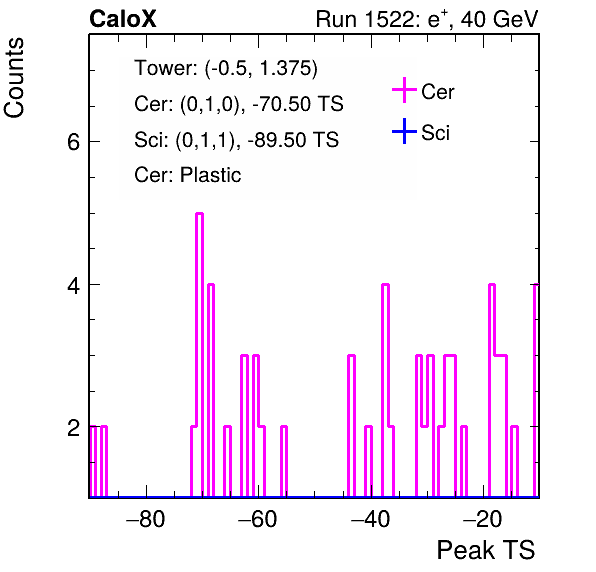 CaloX Run 1522: e⁺, 40 GeV
Counts
Tower: (-0.5, 1.375)
Cer: (0,1,0), -70.50 TS
Sci: (0,1,1), -89.50 TS
Cer: Plastic
Cer
Sci
6
4
2
−80 −60 −40 −20
Peak TS